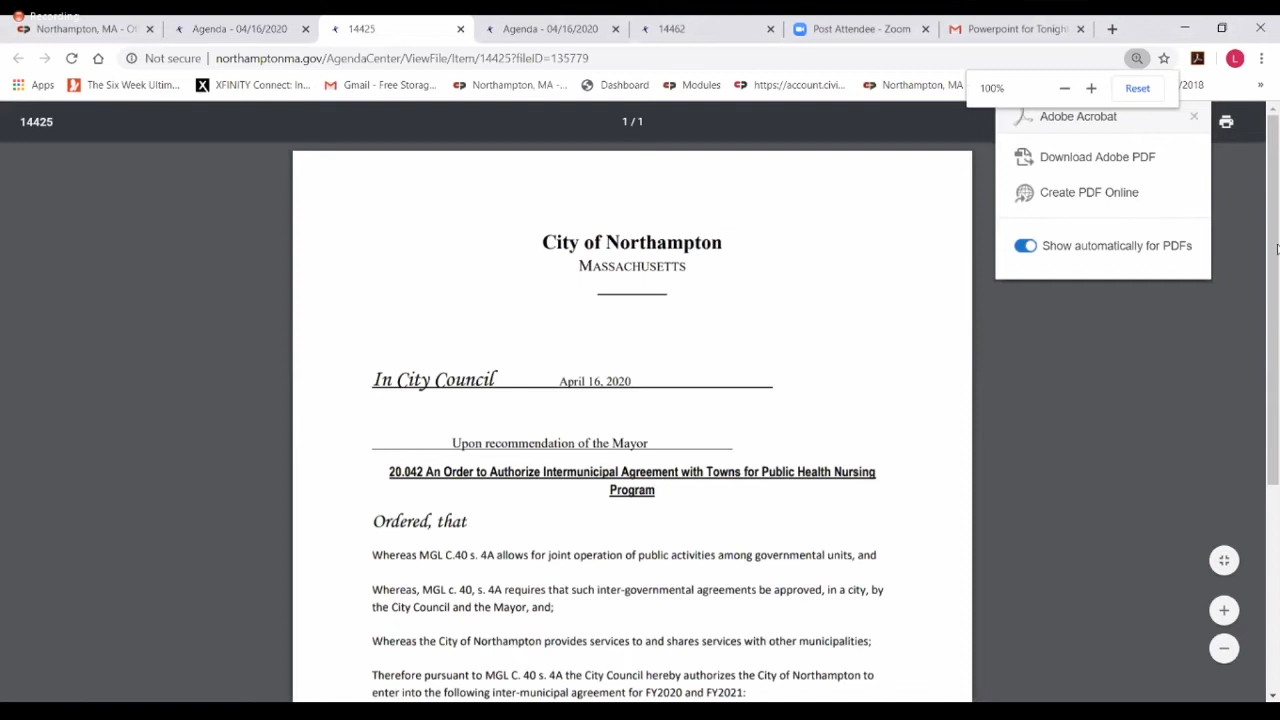 Recording
Northampton, MA - Of
Agenda - 04/16/2020
14425
Agenda - 04/16/2020
14462
Post Attendee - Zoom
Powerpoint for Tonigh
Not secure
northamptonma.gov/AgendaCenter/ViewFile/Item/14425?fileID=135779
Apps
The Six Week Ultim...
XFINITY Connect: In...
Gmail - Free Storag...
Northampton, MA -...
Dashboard
Modules
https://account.civi...
Northampton, MA
/2018
»
100%
Reset
14425
1 / 1
Adobe Acrobat
Download Adobe PDF
Create PDF Online
Show automatically for PDFs
City of Northampton
MASSACHUSETTS
In City Council April 16, 2020
Upon recommendation of the Mayor
20.042 An Order to Authorize Intermunicipal Agreement with Towns for Public Health Nursing
Program
Ordered, that
Whereas MGL C.40 s. 4A allows for joint operation of public activities among governmental units, and
Whereas, MGL c. 40, s. 4A requires that such inter-governmental agreements be approved, in a city, by
the City Council and the Mayor, and;
Whereas the City of Northampton provides services to and shares services with other municipalities;
Therefore pursuant to MGL C. 40 s. 4A the City Council hereby authorizes the City of Northampton to
enter into the following inter-municipal agreement for FY2020 and FY2021: